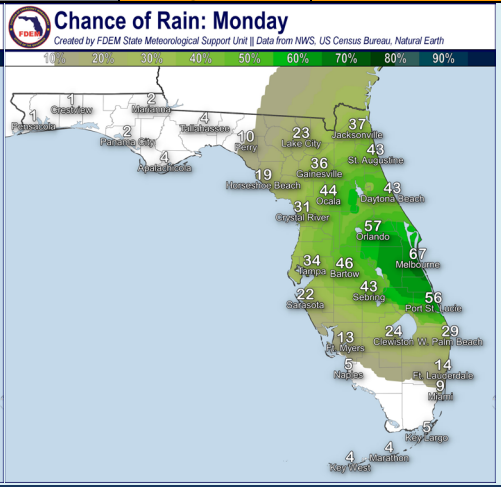 Chance of Rain: Monday
Created by FDEM State Meteorological Support Unit || Data from NWS, US Census Bureau, Natural Earth
FDEM
10% 20% 30% 40% 50% 60% 70% 80% 90%
1
Pensacola
1
Crestview
2
Marianna
2
Panama City
4
Tallahassee
4
Apalachicola
10
Perry
23
Lake City
37
Jacksonville
43
St. Augustine
36
Gainesville
19
Horseshoe Beach
44
Ocala
43
Daytona Beach
31
Crystal River
57
Orlando
67
Melbourne
34
Tampa
46
Bartow
43
Sebring
22
Sarasota
56
Port St. Lucie
13
Ft. Myers
24
Clewiston
29
W. Palm Beach
5
Naples
14
Ft. Lauderdale
9
Miami
5
Key Largo
4
Marathon
4
Key West